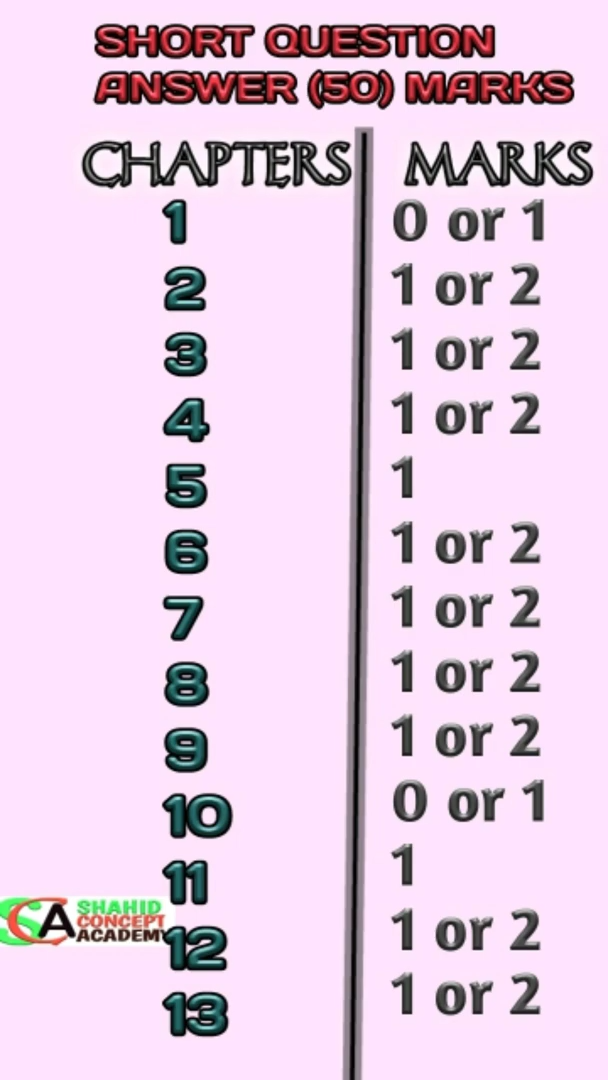 SHORT QUESTION
ANSWER (50) MARKS
CHAPTERS MARKS
1 0 or 1
2 1 or 2
3 1 or 2
4 1 or 2
5 1
6 1 or 2
7 1 or 2
8 1 or 2
9 1 or 2
10 0 or 1
11 1
12 1 or 2
13 1 or 2
SCA
SHAHID
CONCEPT
ACADEMY